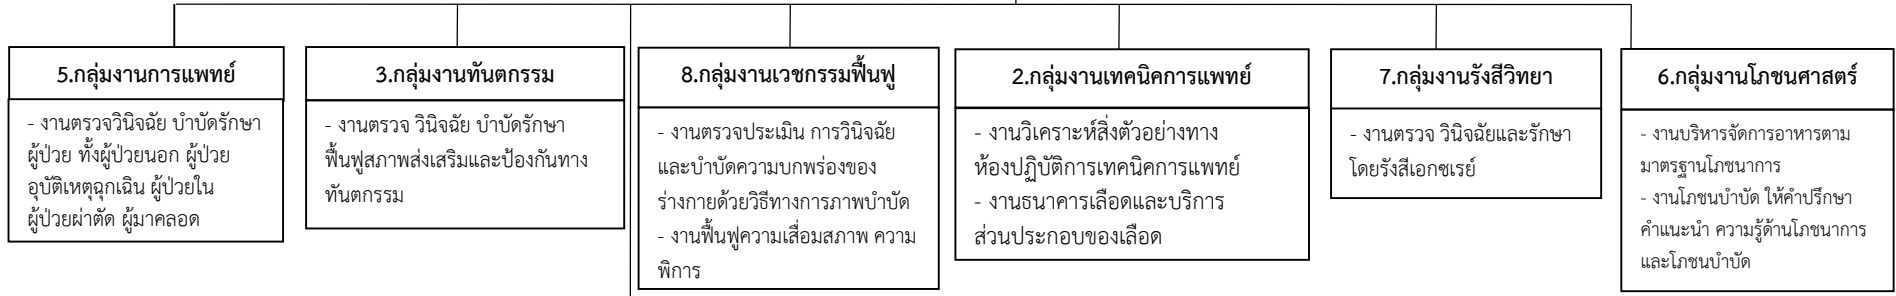 5.กลุ่มงานการแพทย์
- งานตรวจวินิจฉัย บำบัดรักษา
ผู้ป่วย ทั้งผู้ป่วยนอก ผู้ป่วย
อุบัติเหตุฉุกเฉิน ผู้ป่วยใน
ผู้ป่วยผ่าตัด ผู้มาคลอด
3.กลุ่มงานทันตกรรม
- งานตรวจ วินิจฉัย บำบัดรักษา
ฟื้นฟูสภาพส่งเสริมและป้องกันทาง
ทันตกรรม
8.กลุ่มงานเวชกรรมฟื้นฟู
- งานตรวจประเมิน การวินิจฉัย
และบำบัดความบกพร่องของ
ร่างกายด้วยวิธีทางการภาพบำบัด
- งานฟื้นฟูความเสื่อมสภาพ ความ
พิการ
2.กลุ่มงานเทคนิคการแพทย์
- งานวิเคราะห์สิ่งตัวอย่างทาง
ห้องปฏิบัติการเทคนิคการแพทย์
- งานธนาคารเลือดและบริการ
ส่วนประกอบของเลือด
7.กลุ่มงานรังสีวิทยา
- งานตรวจ วินิจฉัยและรักษา
โดยรังสีเอกซเรย์
6.กลุ่มงานโภชนศาสตร์
- งานบริหารจัดการอาหารตาม
มาตรฐานโภชนาการ
- งานโภชนบำบัด ให้คำปรึกษา
คำแนะนำ ความรู้ด้านโภชนาการ
และโภชนบำบัด